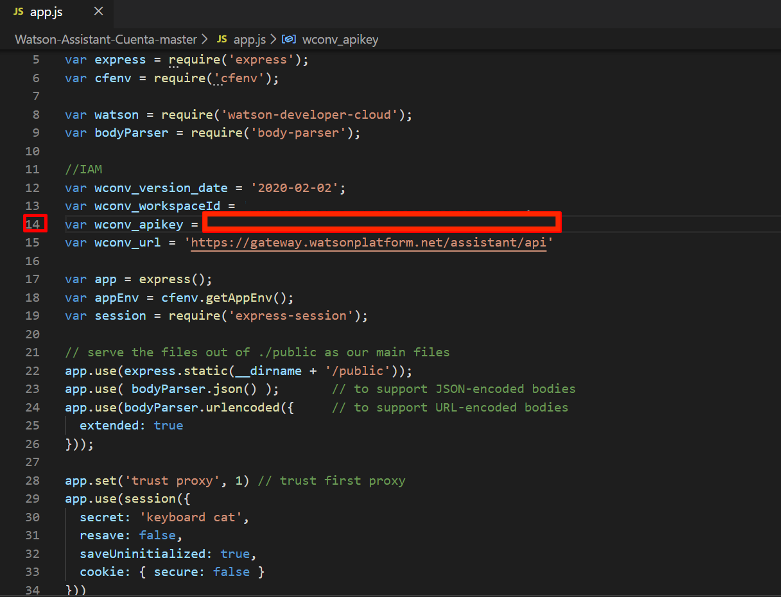 JS app.js ×
Watson-Assistant-Cuenta-master > JS app.js > wconv_apikey
5 var express = require('express');
6 var cfenv = require('cfenv');
7
8 var watson = require('watson-developer-cloud');
9 var bodyParser = require('body-parser');
10
11 //IAM
12 var wconv_version_date = '2020-02-02';
13 var wconv_workspaceId =
14 var wconv_apikey =
15 var wconv_url = 'https://gateway.watsonplatform.net/assistant/api'
16
17 var app = express();
18 var appEnv = cfenv.getAppEnv();
19 var session = require('express-session');
20
21 // serve the files out of ./public as our main files
22 app.use(express.static(__dirname + '/public'));
23 app.use( bodyParser.json() ); // to support JSON-encoded bodies
24 app.use(bodyParser.urlencoded({ // to support URL-encoded bodies
25 extended: true
26 }));
27
28 app.set('trust proxy', 1) // trust first proxy
29 app.use(session({
30 secret: 'keyboard cat',
31 resave: false,
32 saveUninitialized: true,
33 cookie: { secure: false }
34 }))